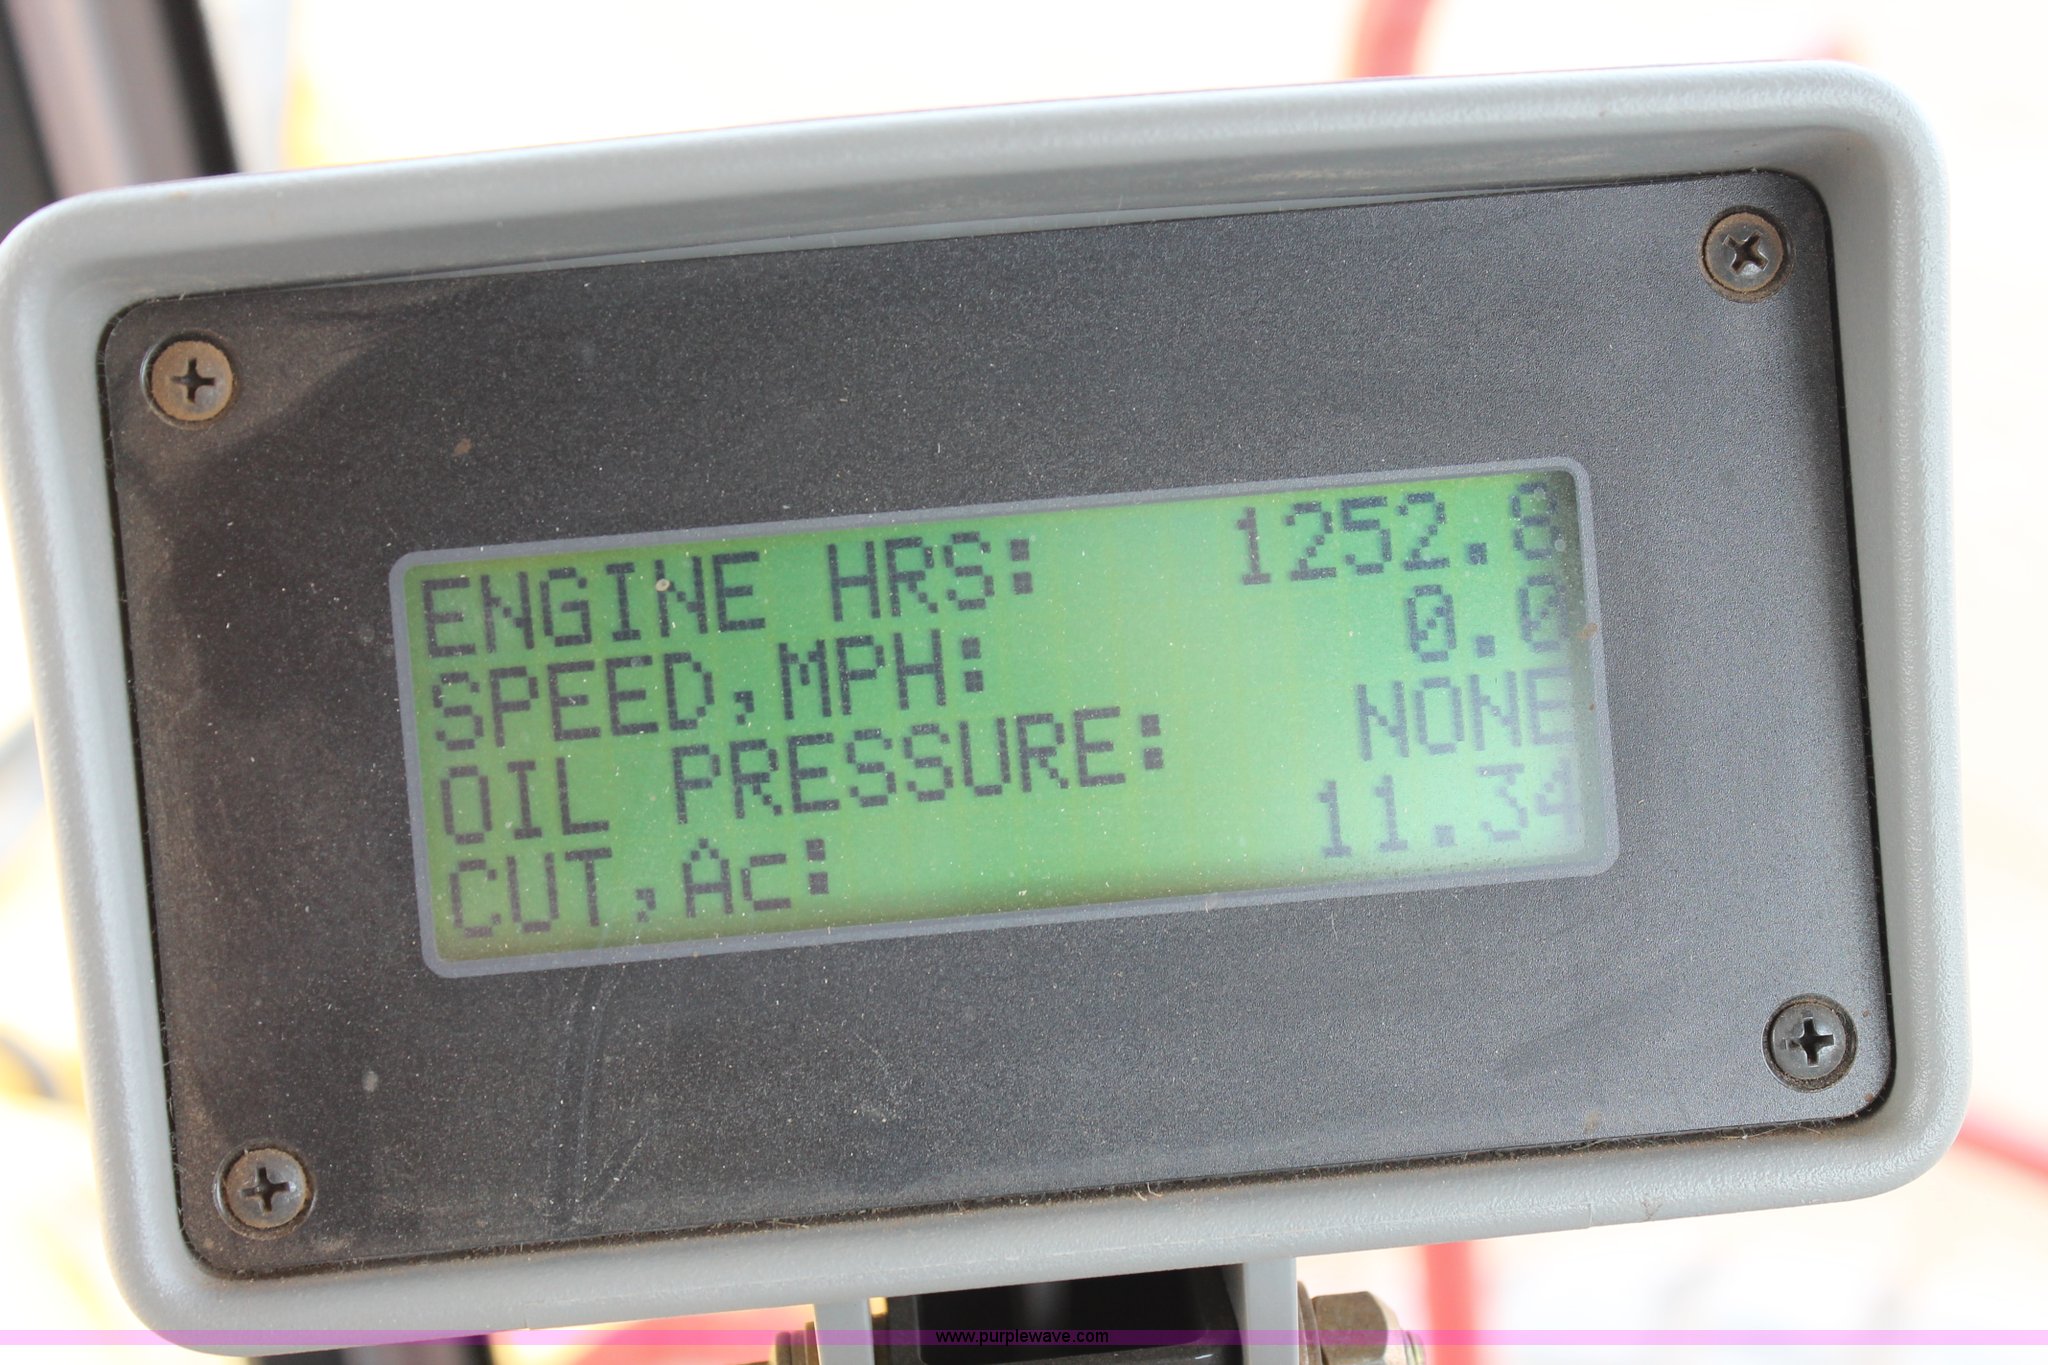 ENGINE HRS: 1252.8
SPEED,MPH: 0.0
OIL PRESSURE: NONE
CUT,Ac: 11.34
www.purplewave.com